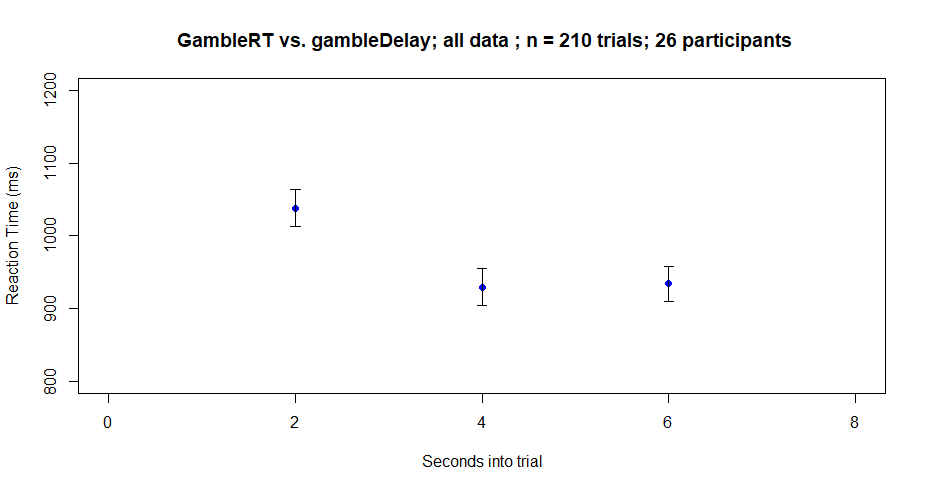 GambleRT vs. gambleDelay; all data ; n = 210 trials; 26 participants
1200
1100
1000
900
800
Reaction Time (ms)
0 2 4 6 8
Seconds into trial